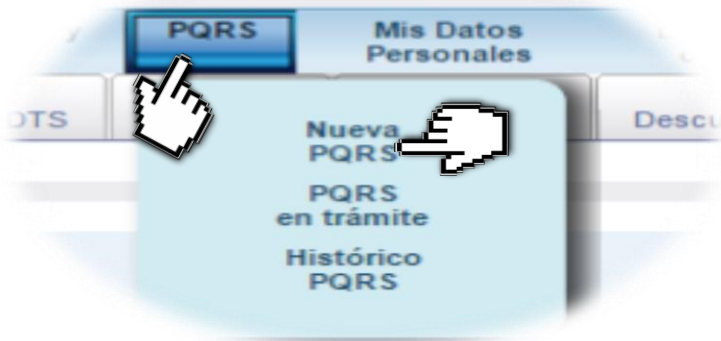 PQRS
Mis Datos
Personales
Nueva
PQRS
PQRS
en trámite
Histórico
PQRS